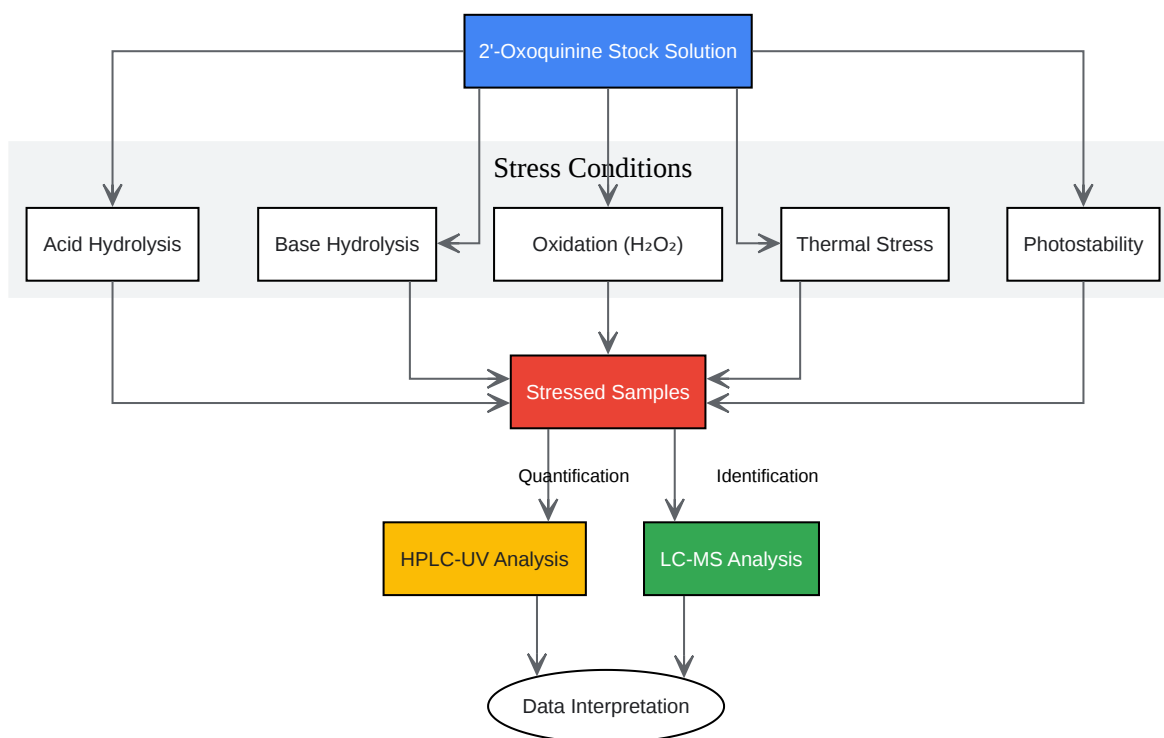 2'-Oxoquinine Stock Solution
Stress Conditions
Acid Hydrolysis
Base Hydrolysis
Oxidation (H₂O₂)
Thermal Stress
Photostability
Stressed Samples
Quantification
Identification
HPLC-UV Analysis
LC-MS Analysis
Data Interpretation